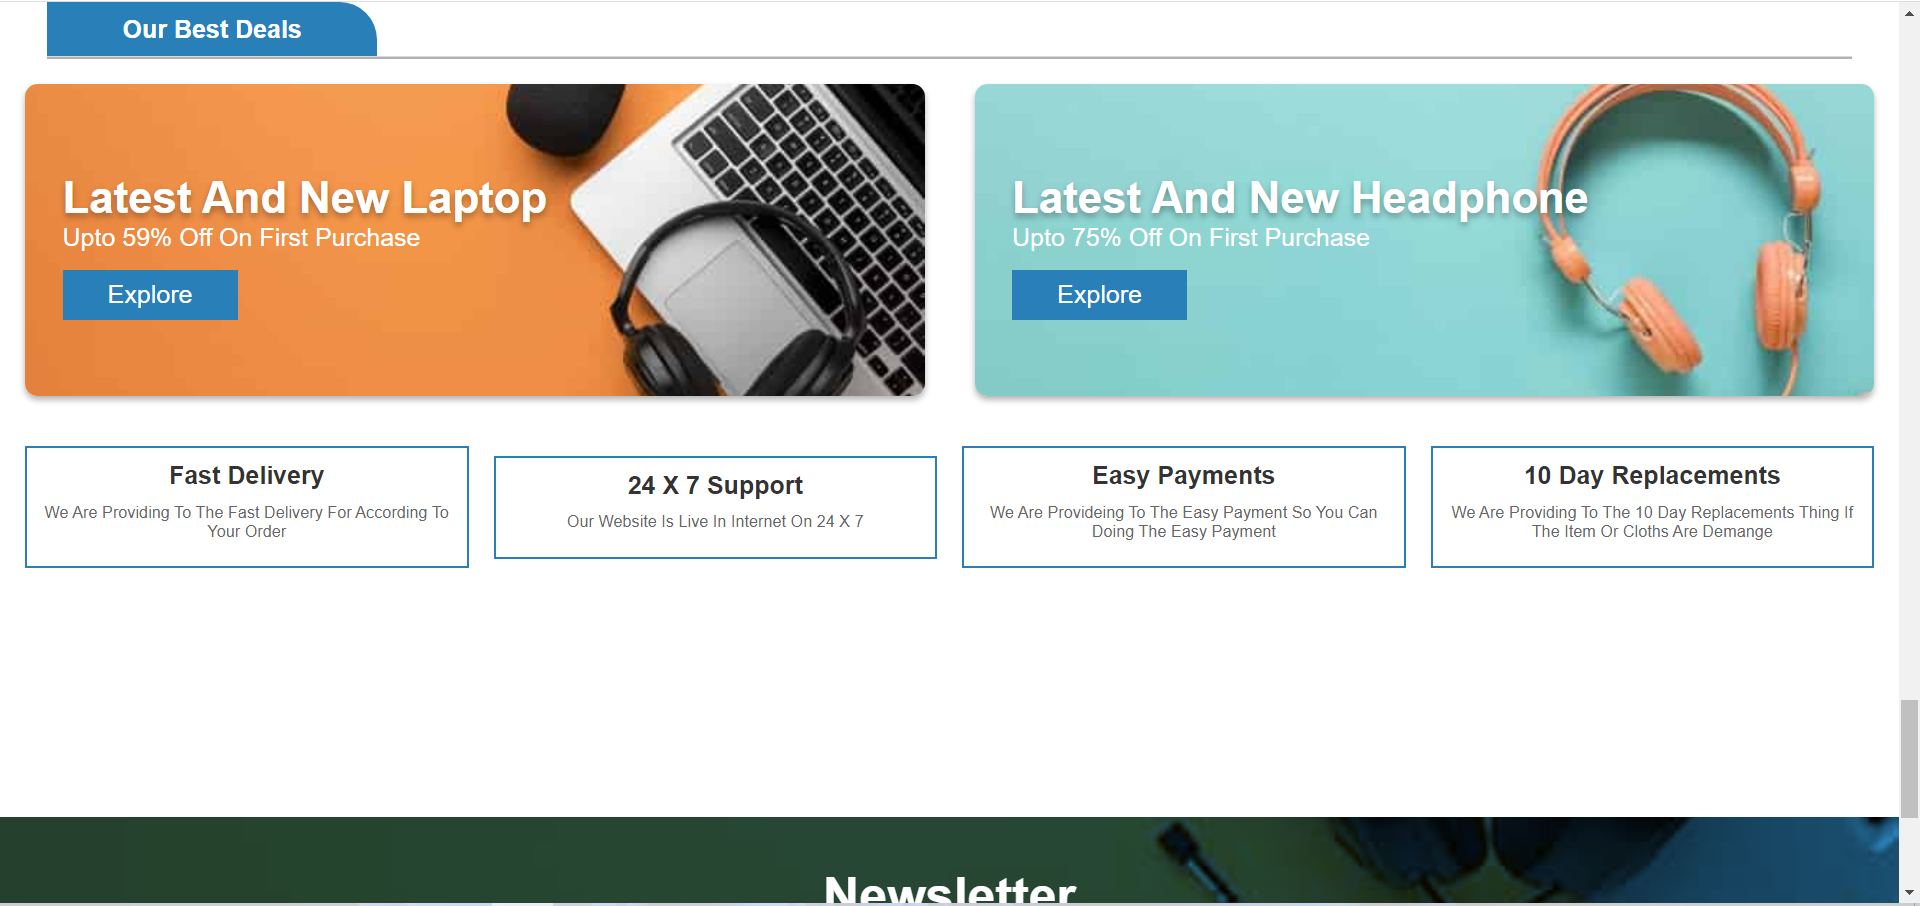 Our Best Deals
Latest And New Laptop
Upto 59% Off On First Purchase
Explore
Latest And New Headphone
Upto 75% Off On First Purchase
Explore
Fast Delivery
We Are Providing To The Fast Delivery For According To
Your Order
24 X 7 Support
Our Website Is Live In Internet On 24 X 7
Easy Payments
We Are Provideing To The Easy Payment So You Can
Doing The Easy Payment
10 Day Replacements
We Are Providing To The 10 Day Replacements Thing If
The Item Or Cloths Are Demange
Newsletter